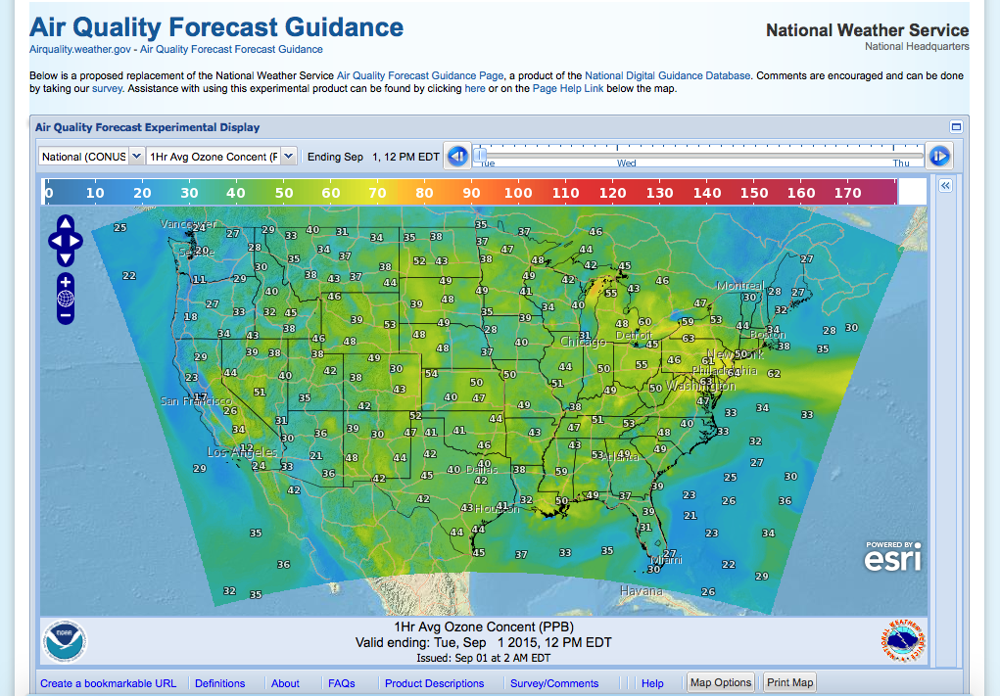 Air Quality Forecast Guidance
National Weather Service
Airquality.weather.gov - Air Quality Forecast Forecast Guidance
National Headquarters
Below is a proposed replacement of the National Weather Service Air Quality Forecast Guidance Page, a product of the National Digital Guidance Database. Comments are encouraged and can be done
by taking our survey. Assistance with using this experimental product can be found by clicking here or on the Page Help Link below the map.
Air Quality Forecast Experimental Display
National (CONUS 1Hr Avg Ozone Concent (P Ending Sep 1, 12 PM EDT
Tue Wed Thu
0 10 20 30 40 50 60 70 80 90 100 110 120 130 140 150 160 170
25 Vancouver 24 27 29 33 40 31 34 35 38 35 37 37 46
Seattle 20 28 34 37 47 44
22 30 35 38 52 43 38 48 42 45 27
11 29 38 43 37 44 49 49 42 55 43 46 Montreal
40 46 49 41 30 28 27
27 33 32 45 39 48 34 40 47 32
18 39 53 49 35 39 48 60 59 53 44 34
34 43 38 48 28 31 Detroit 63 Boston 28 30
46 48 40 Chicago 45 38 35
29 39 38 38 49 48 37 46 New York 50
23 44 40 42 38 30 54 50 50 44 50 55 61 Philadelphia 64 62
San Francisco 17 51 35 43 40 47 51 49 50 Washington 63
26 42 52 49 38 47 34
34 31 36 39 30 47 41 41 44 43 47 51 53 48 40 33 33 33
Los Angeles 12 30 46 43 32
29 24 33 21 48 44 42 40 Dallas 40 38 59 53 Atlanta 49 49 27
42 36 42 45 42 39 25 30
42 43 Houston 41 32 50 49 37 23 26 36
39 21
35 44 44 31 23 34
36 45 37 33 35 27 Miami 22
30 29
32 35 Havana 26
POWERED BY
esri
1Hr Avg Ozone Concent (PPB)
Valid ending: Tue, Sep 1 2015, 12 PM EDT
Issued: Sep 01 at 2 AM EDT
NOAA
Create a bookmarkable URL Definitions About FAQs Product Descriptions Survey/Comments Help Map Options Print Map